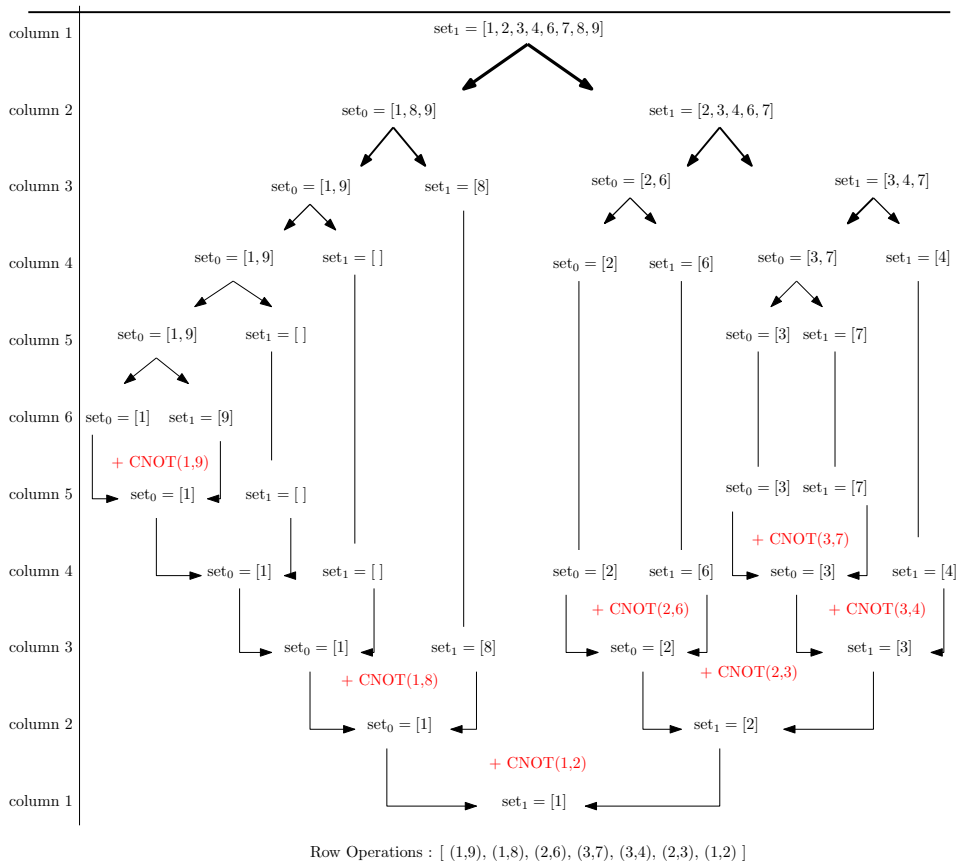 column 1 set₁ = [1, 2, 3, 4, 6, 7, 8, 9]
column 2 set₀ = [1, 8, 9] set₁ = [2, 3, 4, 6, 7]
column 3 set₀ = [1, 9] set₁ = [8] set₀ = [2, 6] set₁ = [3, 4, 7]
column 4 set₀ = [1, 9] set₁ = [ ] set₀ = [2] set₁ = [6] set₀ = [3, 7] set₁ = [4]
column 5 set₀ = [1, 9] set₁ = [ ] set₀ = [3] set₁ = [7]
column 6 set₀ = [1] set₁ = [9]
+ CNOT(1,9)
column 5 set₀ = [1] set₁ = [ ] set₀ = [3] set₁ = [7]
+ CNOT(3,7)
column 4 set₀ = [1] set₁ = [ ] set₀ = [2] set₁ = [6] set₀ = [3] set₁ = [4]
+ CNOT(2,6) + CNOT(3,4)
column 3 set₀ = [1] set₁ = [8] set₀ = [2] set₁ = [3]
+ CNOT(1,8) + CNOT(2,3)
column 2 set₀ = [1] set₁ = [2]
+ CNOT(1,2)
column 1 set₁ = [1]
Row Operations : [ (1,9), (1,8), (2,6), (3,7), (3,4), (2,3), (1,2) ]